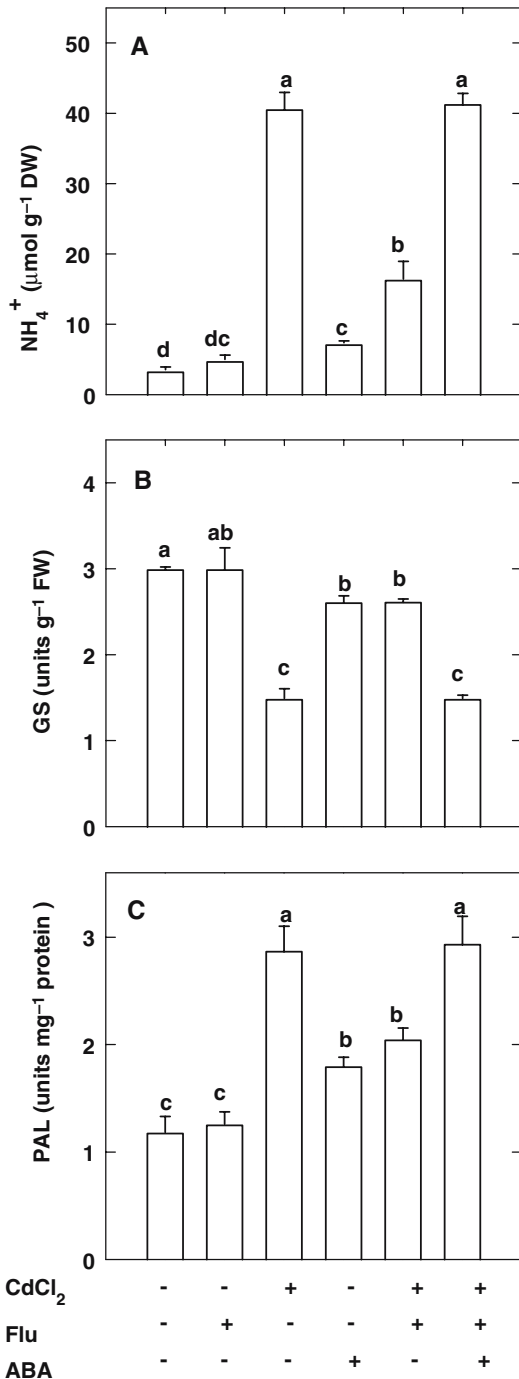 A
NH₄⁺ (μmol g⁻¹ DW)
50
40
30
20
10
0
d
dc
a
c
b
a
B
GS (units g⁻¹ FW)
4
3
2
1
0
a
ab
c
b
b
c
C
PAL (units mg⁻¹ protein )
3
2
1
0
c
c
a
b
b
a
CdCl₂ - - + - + +
Flu - + - - + +
ABA - - - + - +